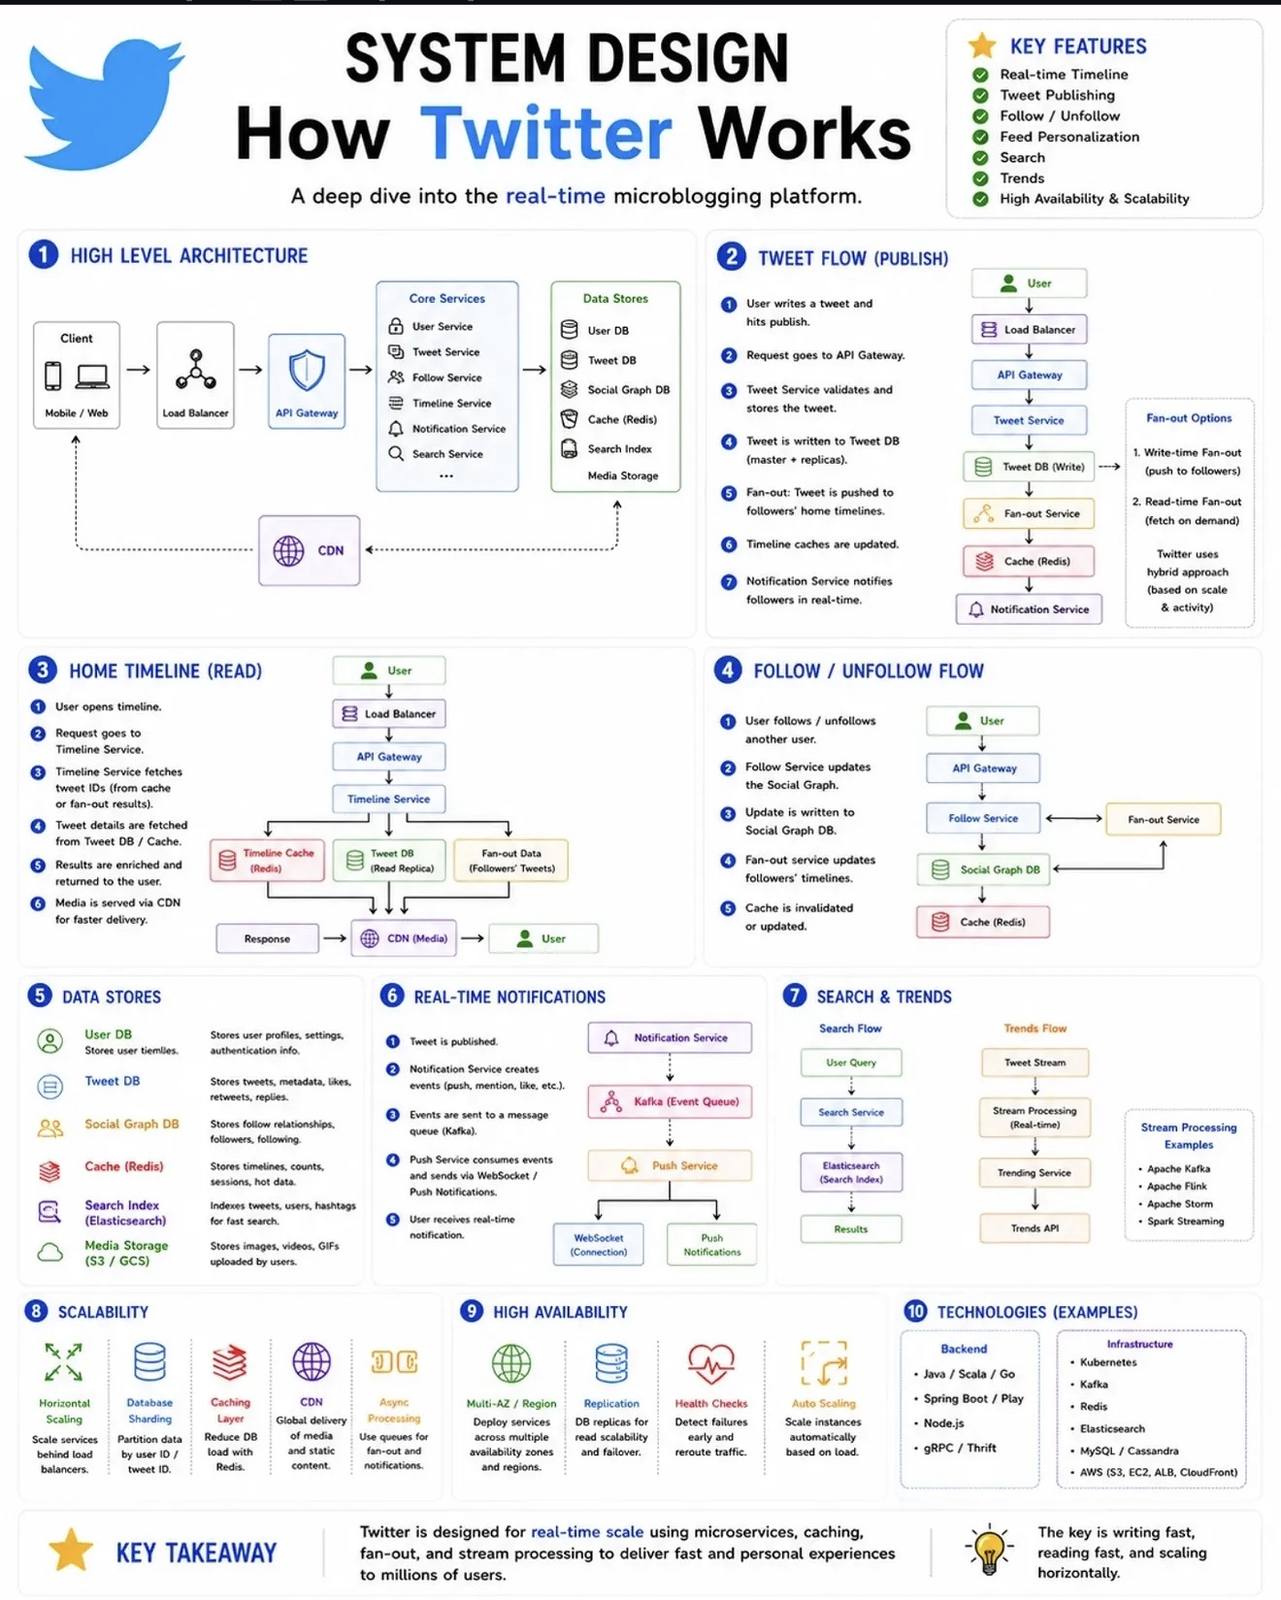 SYSTEM DESIGN
How Twitter Works
A deep dive into the real-time microblogging platform.
KEY FEATURES
Real-time Timeline
Tweet Publishing
Follow / Unfollow
Feed Personalization
Search
Trends
High Availability & Scalability
1 HIGH LEVEL ARCHITECTURE
Client
Mobile / Web
Load Balancer
API Gateway
Core Services
User Service
Tweet Service
Follow Service
Timeline Service
Notification Service
Search Service
...
Data Stores
User DB
Tweet DB
Social Graph DB
Cache (Redis)
Search Index
Media Storage
CDN
2 TWEET FLOW (PUBLISH)
1 User writes a tweet and
hits publish.
2 Request goes to API Gateway.
3 Tweet Service validates and
stores the tweet.
4 Tweet is written to Tweet DB
(master + replicas).
5 Fan-out: Tweet is pushed to
followers' home timelines.
6 Timeline caches are updated.
7 Notification Service notifies
followers in real-time.
User
Load Balancer
API Gateway
Tweet Service
Tweet DB (Write)
Fan-out Service
Cache (Redis)
Notification Service
Fan-out Options
1. Write-time Fan-out
(push to followers)
2. Read-time Fan-out
(fetch on demand)
Twitter uses
hybrid approach
(based on scale
& activity)
3 HOME TIMELINE (READ)
1 User opens timeline.
2 Request goes to
Timeline Service.
3 Timeline Service fetches
tweet IDs (from cache
or fan-out results).
4 Tweet details are fetched
from Tweet DB / Cache.
5 Results are enriched and
returned to the user.
6 Media is served via CDN
for faster delivery.
User
Load Balancer
API Gateway
Timeline Service
Timeline Cache
(Redis)
Tweet DB
(Read Replica)
Fan-out Data
(Followers' Tweets)
Response
CDN (Media)
User
4 FOLLOW / UNFOLLOW FLOW
1 User follows / unfollows
another user.
2 Follow Service updates
the Social Graph.
3 Update is written to
Social Graph DB.
4 Fan-out service updates
followers' timelines.
5 Cache is invalidated
or updated.
User
API Gateway
Follow Service
Fan-out Service
Social Graph DB
Cache (Redis)
5 DATA STORES
User DB
Stores user tiemlies.
Stores user profiles, settings,
authentication info.
Tweet DB
Stores tweets, metadata, likes,
retweets, replies.
Social Graph DB
Stores follow relationships,
followers, following.
Cache (Redis)
Stores timelines, counts,
sessions, hot data.
Search Index
(Elasticsearch)
Indexes tweets, users, hashtags
for fast search.
Media Storage
(S3 / GCS)
Stores images, videos, GIFs
uploaded by users.
6 REAL-TIME NOTIFICATIONS
1 Tweet is published.
2 Notification Service creates
events (push, mention, like, etc.).
3 Events are sent to a message
queue (Kafka).
4 Push Service consumes events
and sends via WebSocket /
Push Notifications.
5 User receives real-time
notification.
Notification Service
Kafka (Event Queue)
Push Service
WebSocket
(Connection)
Push
Notifications
7 SEARCH & TRENDS
Search Flow
User Query
Search Service
Elasticsearch
(Search Index)
Results
Trends Flow
Tweet Stream
Stream Processing
(Real-time)
Trending Service
Trends API
Stream Processing
Examples
• Apache Kafka
• Apache Flink
• Apache Storm
• Spark Streaming
8 SCALABILITY
Horizontal
Scaling
Scale services
behind load
balancers.
Database
Sharding
Partition data
by user ID /
tweet ID.
Caching
Layer
Reduce DB
load with
Redis.
CDN
Global delivery
of media
and static
content.
Async
Processing
Use queues for
fan-out and
notifications.
9 HIGH AVAILABILITY
Multi-AZ / Region
Deploy services
across multiple
availability zones
and regions.
Replication
DB replicas for
read scalability
and failover.
Health Checks
Detect failures
early and
reroute traffic.
Auto Scaling
Scale instances
automatically
based on load.
10 TECHNOLOGIES (EXAMPLES)
Backend
• Java / Scala / Go
• Spring Boot / Play
• Node.js
• gRPC / Thrift
Infrastructure
• Kubernetes
• Kafka
• Redis
• Elasticsearch
• MySQL / Cassandra
• AWS (S3, EC2, ALB, CloudFront)
KEY TAKEAWAY
Twitter is designed for real-time scale using microservices, caching,
fan-out, and stream processing to deliver fast and personal experiences
to millions of users.
The key is writing fast,
reading fast, and scaling
horizontally.